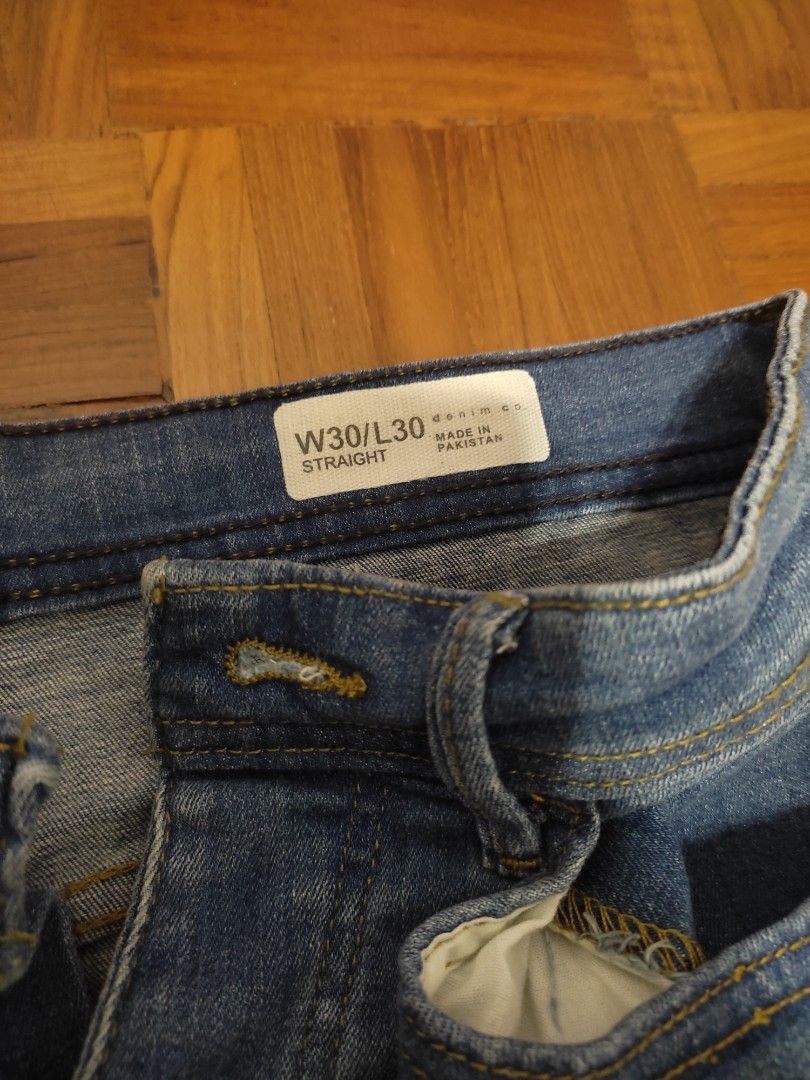 W30/L30
STRAIGHT
denim co
MADE IN
PAKISTAN